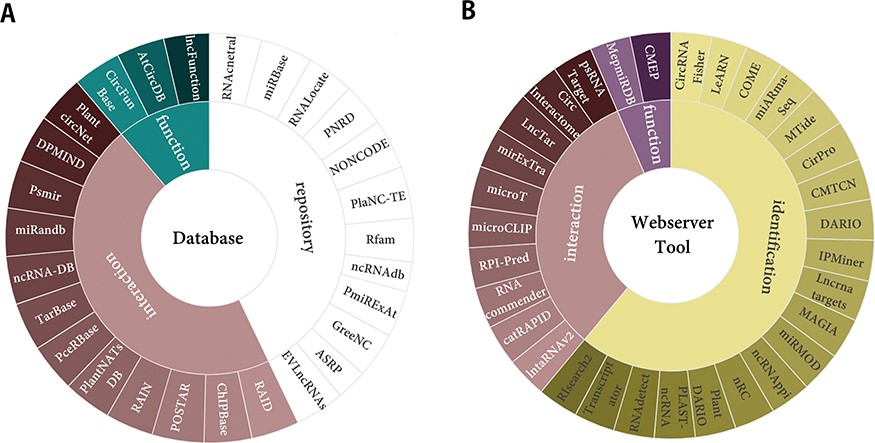 A
Database
repository
RNAcnetral
miRBase
RNALocate
PNRD
NONCODE
PlaNC-TE
Rfam
ncRNAdb
PmiRExAt
GreeNC
ASRP
EVLncRNAs
interaction
RAID
ChIPBase
POSTAR
RAIN
PlantNATs
DB
PceRBase
TarBase
ncRNA-DB
miRandb
Psmir
DPMIND
Plant
circNet
function
CircFun
Base
AtCircDB
lncFunction
B
Webserver
Tool
identification
CircRNA
Fisher
LeARN
COME
miARma-
Seq
MTide
CirPro
CMTCN
DARIO
IPMiner
Lncrna
targets
MAGIA
miRMOD
ncRNAppi
nRC
Plant
DARIO
PLAST-
ncRNA
RNAdetect
Transcript
ator
RIsearch2
interaction
IntaRNAv2
catRAPID
RNA
commender
RPI-Pred
microCLIP
microT
mirExTra
LncTar
Circ
Interactome
psRNA
Target
function
MepmiRDB
CMEP